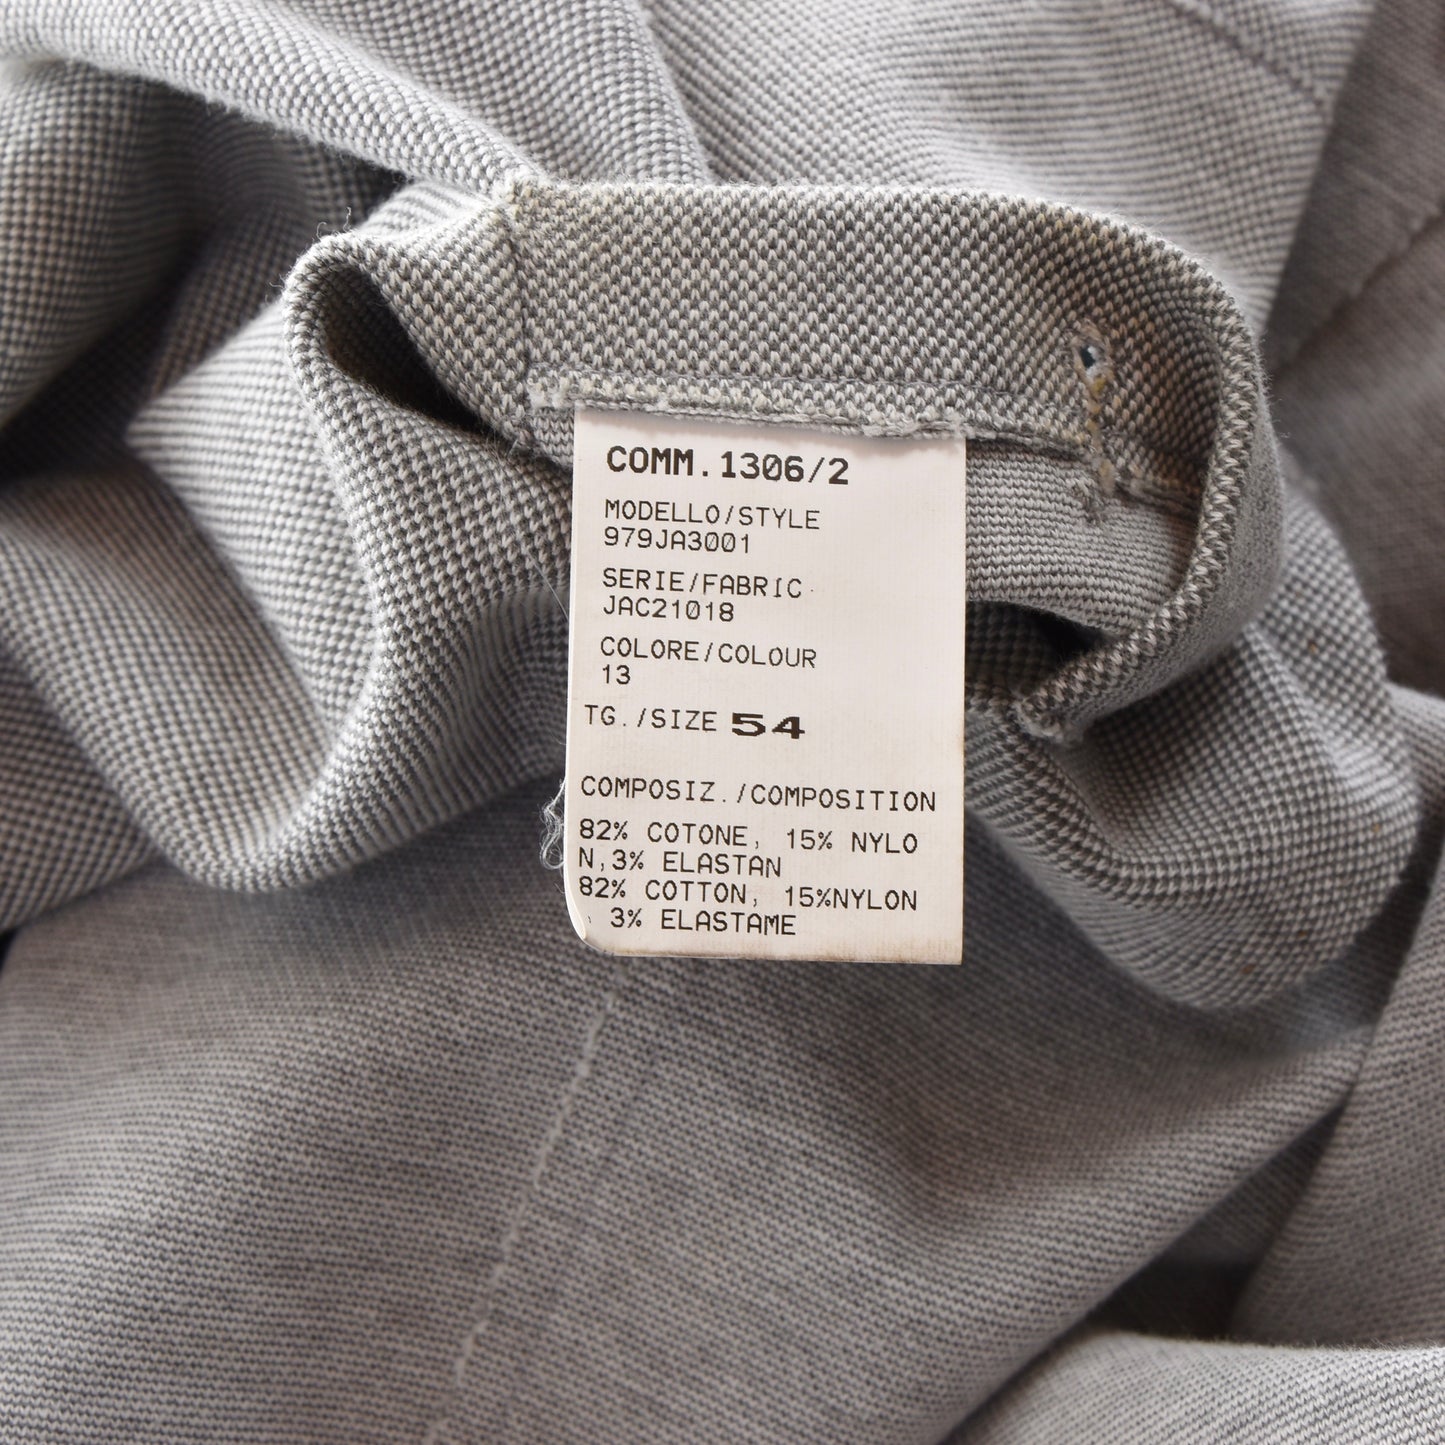 COMM.1306/2
MODELLO/STYLE
979JA3001
SERIE/FABRIC
JAC21018
COLORE/COLOUR
13
TG./SIZE 54
COMPOSIZ./COMPOSITION
82% COTONE, 15% NYLO
N,3% ELASTAN
82% COTTON, 15%NYLON
, 3% ELASTAME